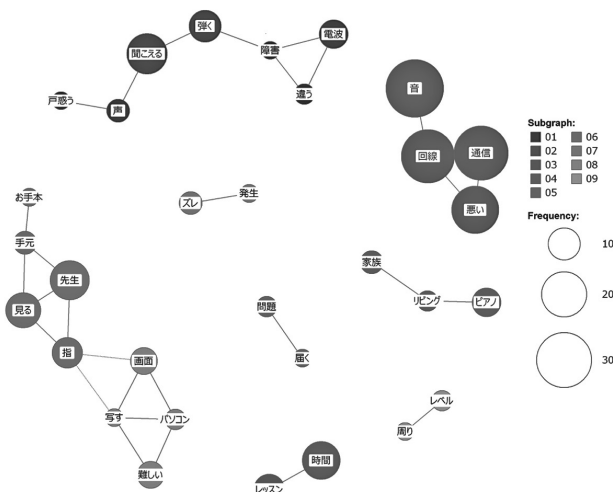 弾く
電波
聞こえる
障害
戸惑う
声
違う
音
回線
通信
悪い
Subgraph:
01 06
02 07
03 08
04 09
05
Frequency:
10
20
30
お手本
手元
先生
見る
指
画面
写す
パソコン
難しい
ズレ
発生
家族
リビング
ピアノ
問題
届く
レベル
周り
時間
レッスン